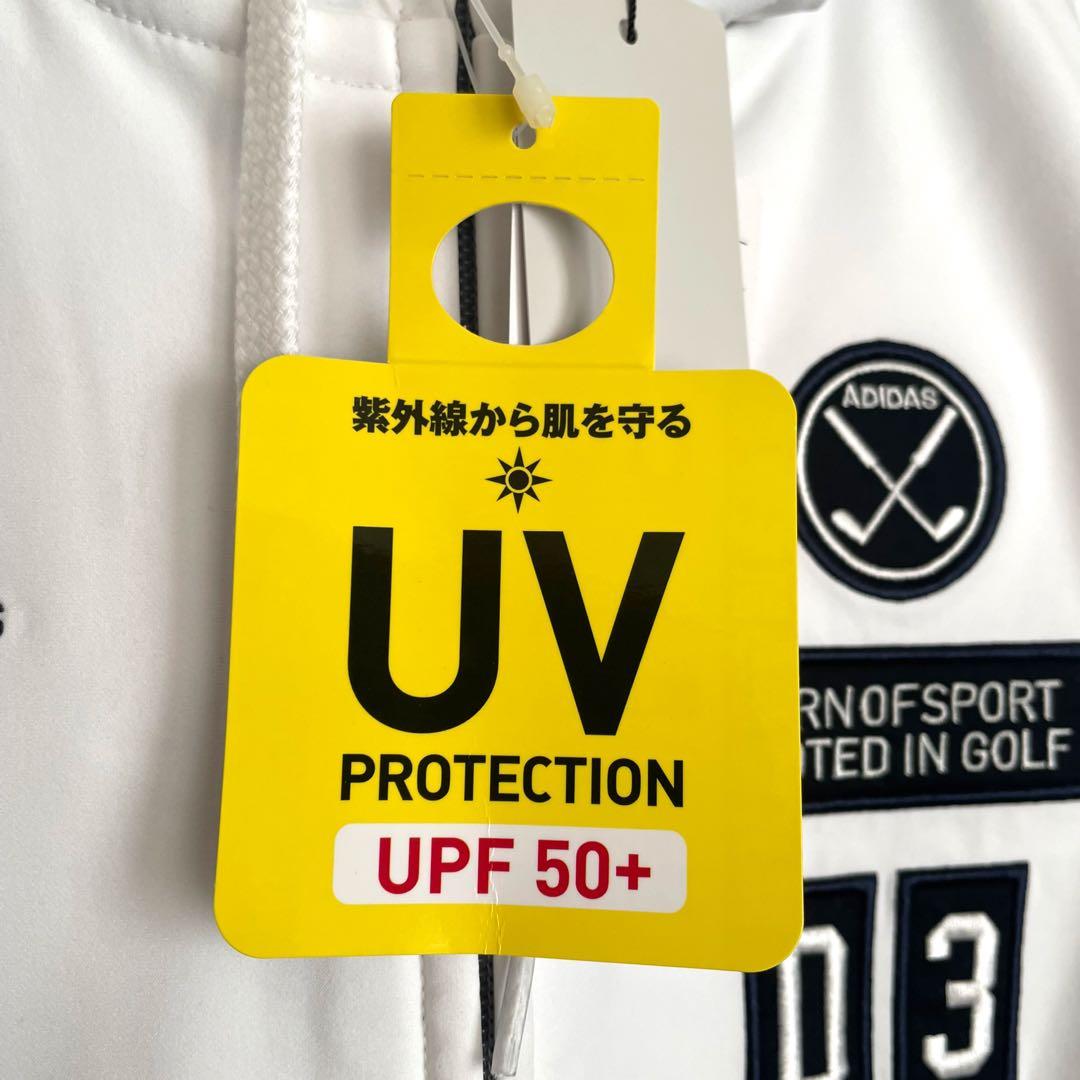 紫外線から肌を守る
UV
PROTECTION
UPF 50+
ADIDAS
RNOFSPORT
TED IN GOLF
03